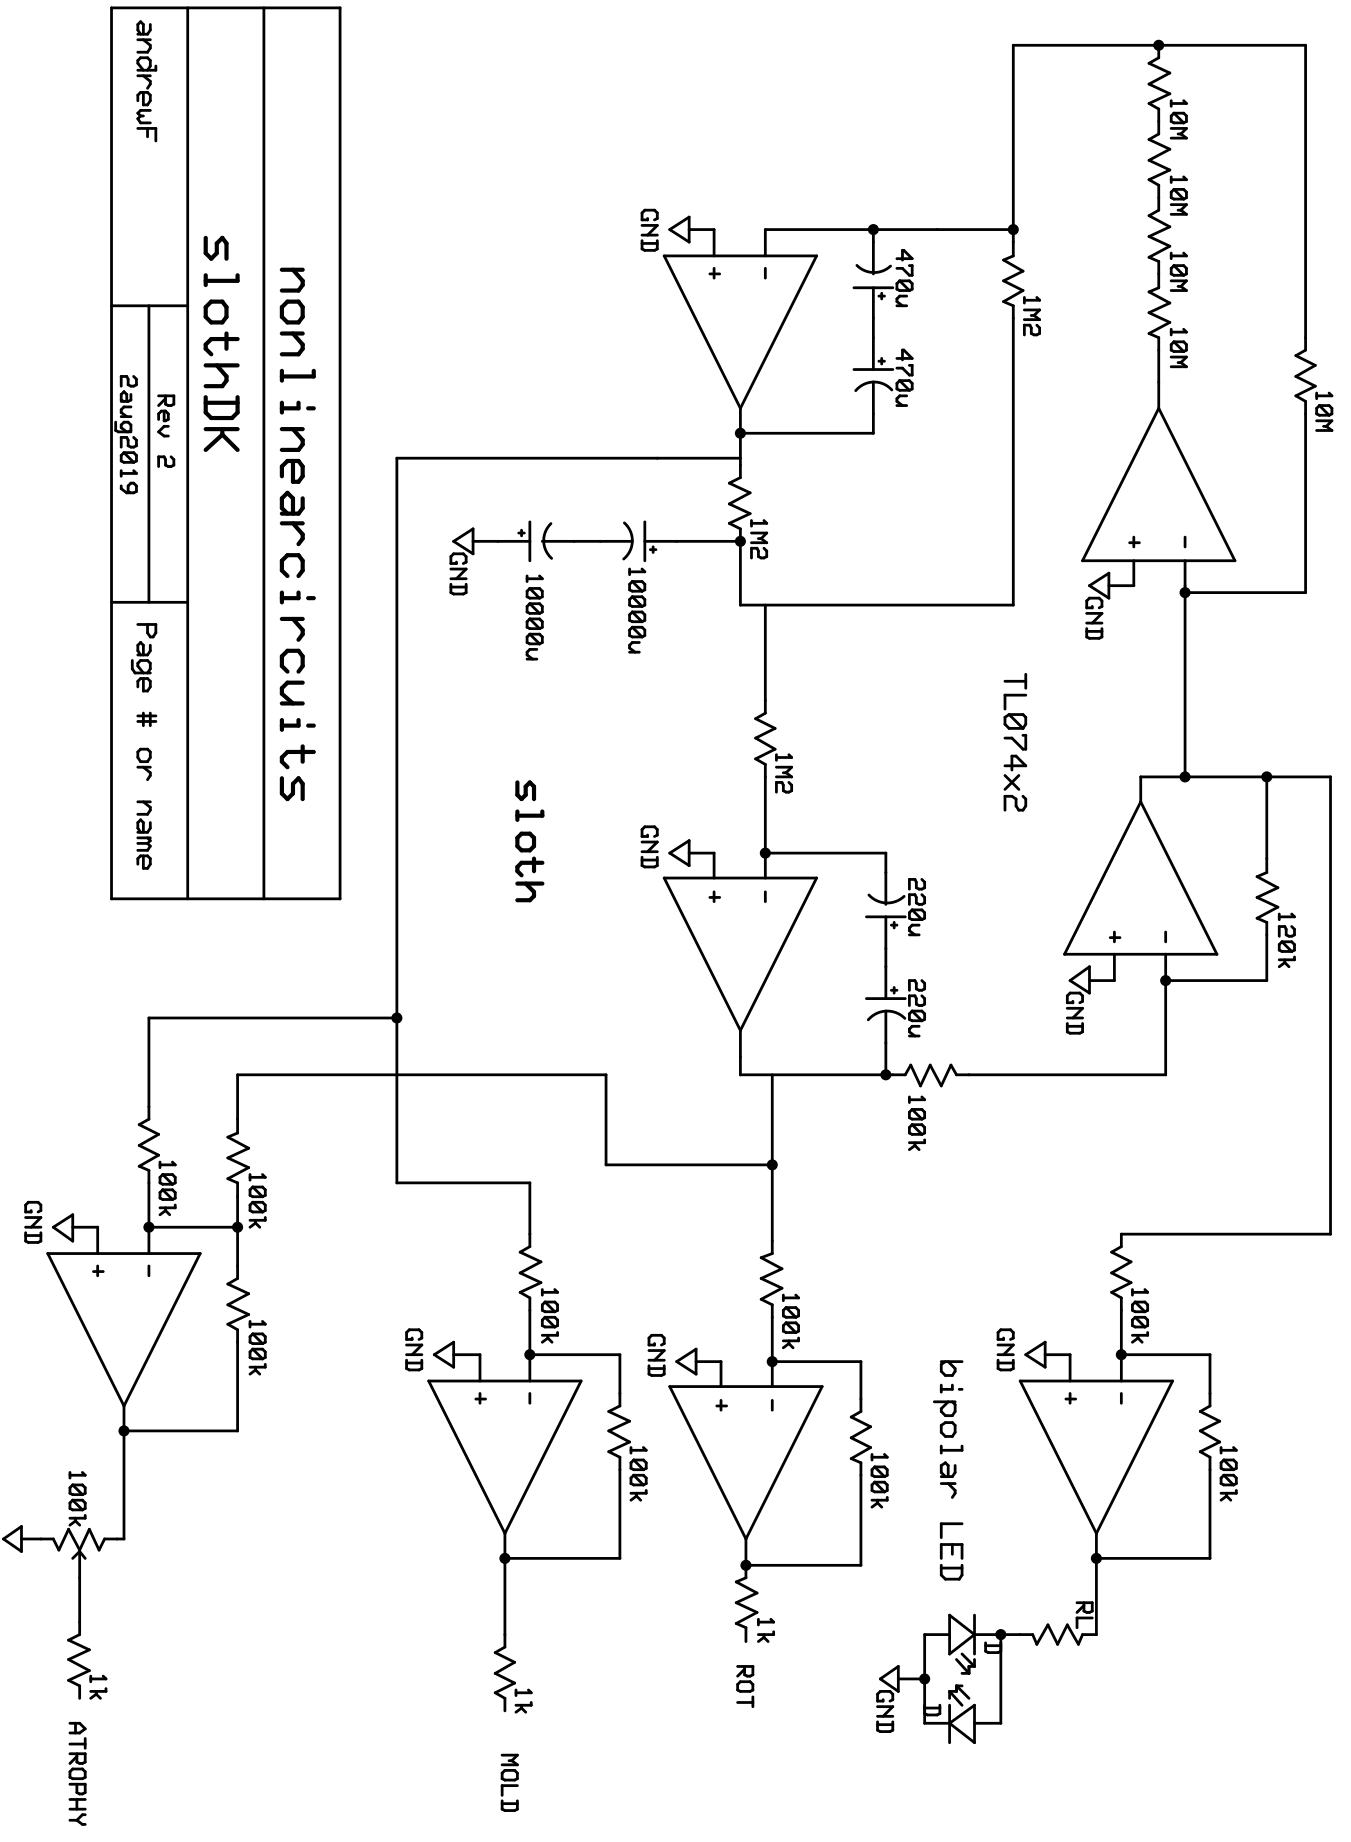 10M
10M
10M
10M
10M
+
-
GND
TL074x2
120k
+
-
GND
1M2
470u
470u
+
+
GND
+
-
1M2
10000u
10000u
+
+
GND
1M2
220u
220u
+
+
GND
+
-
100k
sloth
100k
100k
GND
+
-
bipolar LED
RL
D
D
GND
100k
100k
GND
+
-
1k
ROT
100k
100k
GND
+
-
1k
MOLD
100k
100k
100k
GND
+
-
100k
1k
ATROPHY
nonlinearcircuits
slothDK
andrewF
Rev 2
2aug2019
Page # or name